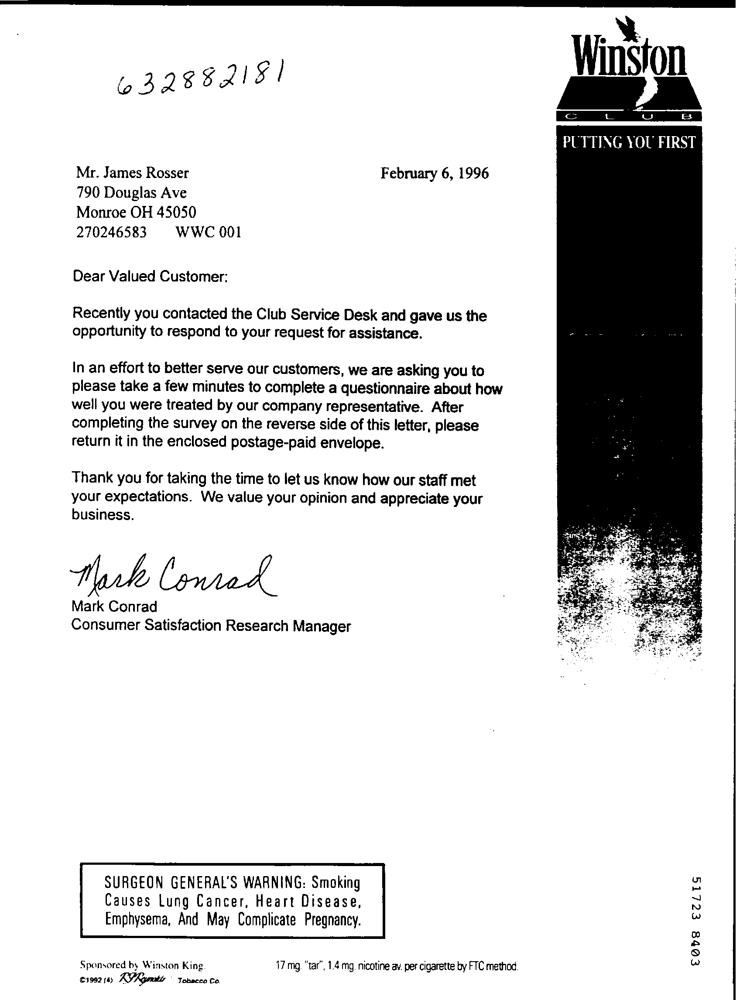 632882181
Winston
CLUB
PUTTING YOU FIRST
Mr. James Rosser
February 6, 1996
790 Douglas Ave
Monroe OH 45050
270246583 WWC 001
Dear Valued Customer:
Recently you contacted the Club Service Desk and gave us the
opportunity to respond to your request for assistance.
In an effort to better serve our customers, we are asking you to
please take a few minutes to complete a questionnaire about how
well you were treated by our company representative. After
completing the survey on the reverse side of this letter, please
return it in the enclosed postage-paid envelope.
Thank you for taking the time to let us know how our staff met
your expectations. We value your opinion and appreciate your
business.
Mark Conrad
Mark Conrad
Consumer Satisfaction Research Manager
SURGEON GENERAL'S WARNING: Smoking
Causes Lung Cancer, Heart Disease,
Emphysema, And May Complicate Pregnancy.
51723 8403
Sponsored by Winston King.
17 mg. "tar", 1.4 mg. nicotine av. per cigarette by FTC method.
©1992 (4) RJReynolds Tobacco Co.